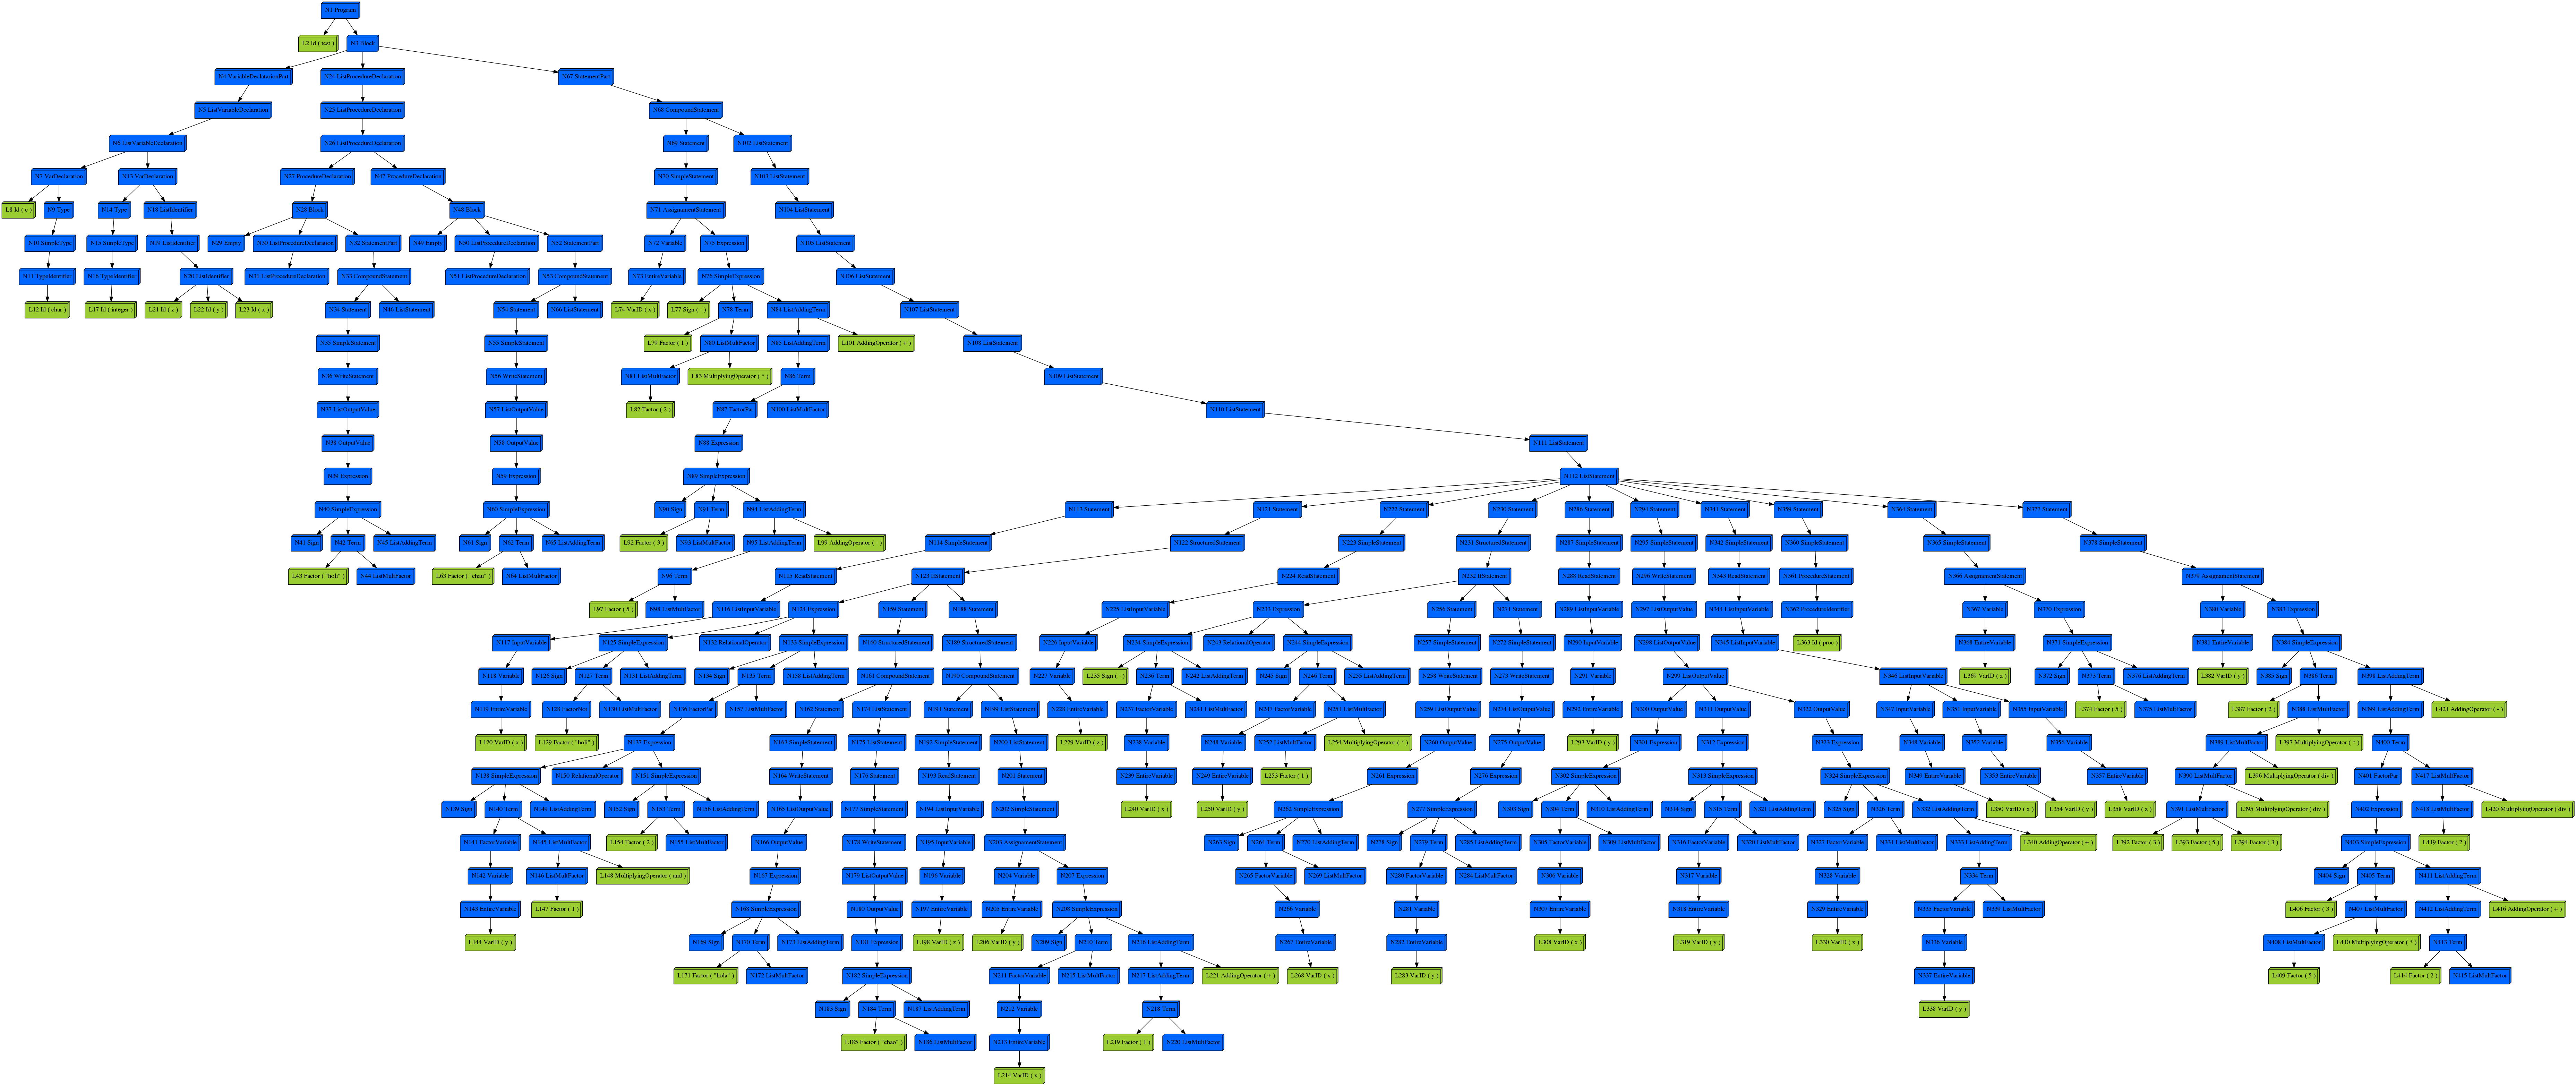 N1 Program
L2 Id ( test )
N3 Block
N4 VariableDeclarationPart
N24 ListProcedureDeclaration
N67 StatementPart
N5 ListVariableDeclaration
N25 ListProcedureDeclaration
N68 CompoundStatement
N6 ListVariableDeclaration
N26 ListProcedureDeclaration
N69 Statement
N102 ListStatement
N7 VarDeclaration
N13 VarDeclaration
N27 ProcedureDeclaration
N47 ProcedureDeclaration
N70 SimpleStatement
N103 ListStatement
L8 Id ( c )
N9 Type
N14 Type
N18 ListIdentifier
N28 Block
N48 Block
N71 AssignamentStatement
N104 ListStatement
N10 SimpleType
N15 SimpleType
N19 ListIdentifier
N29 Empty
N30 ListProcedureDeclaration
N32 StatementPart
N49 Empty
N50 ListProcedureDeclaration
N52 StatementPart
N72 Variable
N75 Expression
N105 ListStatement
N11 TypeIdentifier
N16 TypeIdentifier
N20 ListIdentifier
N31 ListProcedureDeclaration
N33 CompoundStatement
N51 ListProcedureDeclaration
N53 CompoundStatement
N73 EntireVariable
N76 SimpleExpression
N106 ListStatement
L12 Id ( char )
L17 Id ( integer )
L21 Id ( z )
L22 Id ( y )
L23 Id ( x )
N34 Statement
N46 ListStatement
N54 Statement
N66 ListStatement
L74 VarID ( x )
L77 Sign ( - )
N78 Term
N84 ListAddingTerm
N107 ListStatement
N35 SimpleStatement
N55 SimpleStatement
L79 Factor ( 1 )
N80 ListMultFactor
N85 ListAddingTerm
L101 AddingOperator ( + )
N108 ListStatement
N36 WriteStatement
N56 WriteStatement
N81 ListMultFactor
L83 MultiplyingOperator ( * )
N86 Term
N109 ListStatement
N37 ListOutputValue
N57 ListOutputValue
L82 Factor ( 2 )
N87 FactorPar
N100 ListMultFactor
N110 ListStatement
N38 OutputValue
N58 OutputValue
N88 Expression
N111 ListStatement
N39 Expression
N59 Expression
N89 SimpleExpression
N112 ListStatement
N40 SimpleExpression
N60 SimpleExpression
N90 Sign
N91 Term
N94 ListAddingTerm
N113 Statement
N121 Statement
N222 Statement
N230 Statement
N286 Statement
N294 Statement
N341 Statement
N359 Statement
N364 Statement
N377 Statement
N41 Sign
N42 Term
N45 ListAddingTerm
N61 Sign
N62 Term
N65 ListAddingTerm
L92 Factor ( 3 )
N93 ListMultFactor
N95 ListAddingTerm
L99 AddingOperator ( - )
N114 SimpleStatement
N122 StructuredStatement
N223 SimpleStatement
N231 StructuredStatement
N287 SimpleStatement
N295 SimpleStatement
N342 SimpleStatement
N360 SimpleStatement
N365 SimpleStatement
N378 SimpleStatement
L43 Factor ( "holi" )
N44 ListMultFactor
L63 Factor ( "chau" )
N64 ListMultFactor
N96 Term
N115 ReadStatement
N123 IfStatement
N224 ReadStatement
N232 IfStatement
N288 ReadStatement
N296 WriteStatement
N343 ReadStatement
N361 ProcedureStatement
N366 AssignamentStatement
N379 AssignamentStatement
L97 Factor ( 5 )
N98 ListMultFactor
N116 ListInputVariable
N124 Expression
N159 Statement
N188 Statement
N225 ListInputVariable
N233 Expression
N256 Statement
N271 Statement
N289 ListInputVariable
N297 ListOutputValue
N344 ListInputVariable
N362 ProcedureIdentifier
N367 Variable
N370 Expression
N380 Variable
N383 Expression
N117 InputVariable
N125 SimpleExpression
N132 RelationalOperator
N133 SimpleExpression
N160 StructuredStatement
N189 StructuredStatement
N226 InputVariable
N234 SimpleExpression
N243 RelationalOperator
N244 SimpleExpression
N257 SimpleStatement
N272 SimpleStatement
N290 InputVariable
N298 ListOutputValue
N345 ListInputVariable
L363 Id ( proc )
N368 EntireVariable
N371 SimpleExpression
N381 EntireVariable
N384 SimpleExpression
N118 Variable
N126 Sign
N127 Term
N131 ListAddingTerm
N134 Sign
N135 Term
N158 ListAddingTerm
N161 CompoundStatement
N190 CompoundStatement
N227 Variable
L235 Sign ( - )
N236 Term
N242 ListAddingTerm
N245 Sign
N246 Term
N255 ListAddingTerm
N258 WriteStatement
N273 WriteStatement
N291 Variable
N299 ListOutputValue
N346 ListInputVariable
L369 VarID ( z )
N372 Sign
N373 Term
N376 ListAddingTerm
L382 VarID ( y )
N385 Sign
N386 Term
N398 ListAddingTerm
N119 EntireVariable
N128 FactorNot
N130 ListMultFactor
N136 FactorPar
N157 ListMultFactor
N162 Statement
N174 ListStatement
N191 Statement
N199 ListStatement
N228 EntireVariable
N237 FactorVariable
N241 ListMultFactor
N247 FactorVariable
N251 ListMultFactor
N259 ListOutputValue
N274 ListOutputValue
N292 EntireVariable
N300 OutputValue
N311 OutputValue
N322 OutputValue
N347 InputVariable
N351 InputVariable
N355 InputVariable
L374 Factor ( 5 )
N375 ListMultFactor
L387 Factor ( 2 )
N388 ListMultFactor
N399 ListAddingTerm
L421 AddingOperator ( - )
L120 VarID ( x )
L129 Factor ( "holi" )
N137 Expression
N163 SimpleStatement
N175 ListStatement
N192 SimpleStatement
N200 ListStatement
L229 VarID ( z )
N238 Variable
N248 Variable
N252 ListMultFactor
L254 MultiplyingOperator ( * )
N260 OutputValue
N275 OutputValue
L293 VarID ( y )
N301 Expression
N312 Expression
N323 Expression
N348 Variable
N352 Variable
N356 Variable
N389 ListMultFactor
L397 MultiplyingOperator ( * )
N400 Term
N138 SimpleExpression
N150 RelationalOperator
N151 SimpleExpression
N164 WriteStatement
N176 Statement
N193 ReadStatement
N201 Statement
N239 EntireVariable
N249 EntireVariable
L253 Factor ( 1 )
N261 Expression
N276 Expression
N302 SimpleExpression
N313 SimpleExpression
N324 SimpleExpression
N349 EntireVariable
N353 EntireVariable
N357 EntireVariable
N390 ListMultFactor
L396 MultiplyingOperator ( div )
N401 FactorPar
N417 ListMultFactor
N139 Sign
N140 Term
N149 ListAddingTerm
N152 Sign
N153 Term
N156 ListAddingTerm
N165 ListOutputValue
N177 SimpleStatement
N194 ListInputVariable
N202 SimpleStatement
L240 VarID ( x )
L250 VarID ( y )
N262 SimpleExpression
N277 SimpleExpression
N303 Sign
N304 Term
N310 ListAddingTerm
N314 Sign
N315 Term
N321 ListAddingTerm
N325 Sign
N326 Term
N332 ListAddingTerm
L350 VarID ( x )
L354 VarID ( y )
L358 VarID ( z )
N391 ListMultFactor
L395 MultiplyingOperator ( div )
N402 Expression
N418 ListMultFactor
L420 MultiplyingOperator ( div )
N141 FactorVariable
N145 ListMultFactor
L154 Factor ( 2 )
N155 ListMultFactor
N166 OutputValue
N178 WriteStatement
N195 InputVariable
N203 AssignamentStatement
N263 Sign
N264 Term
N270 ListAddingTerm
N278 Sign
N279 Term
N285 ListAddingTerm
N305 FactorVariable
N309 ListMultFactor
N316 FactorVariable
N320 ListMultFactor
N327 FactorVariable
N331 ListMultFactor
N333 ListAddingTerm
L340 AddingOperator ( + )
L392 Factor ( 3 )
L393 Factor ( 5 )
L394 Factor ( 3 )
N403 SimpleExpression
L419 Factor ( 2 )
N142 Variable
N146 ListMultFactor
L148 MultiplyingOperator ( and )
N167 Expression
N179 ListOutputValue
N196 Variable
N204 Variable
N207 Expression
N265 FactorVariable
N269 ListMultFactor
N280 FactorVariable
N284 ListMultFactor
N306 Variable
N317 Variable
N328 Variable
N334 Term
N404 Sign
N405 Term
N411 ListAddingTerm
N143 EntireVariable
L147 Factor ( 1 )
N168 SimpleExpression
N180 OutputValue
N197 EntireVariable
N205 EntireVariable
N208 SimpleExpression
N266 Variable
N281 Variable
N307 EntireVariable
N318 EntireVariable
N329 EntireVariable
N335 FactorVariable
N339 ListMultFactor
L406 Factor ( 3 )
N407 ListMultFactor
N412 ListAddingTerm
L416 AddingOperator ( + )
L144 VarID ( y )
N169 Sign
N170 Term
N173 ListAddingTerm
N181 Expression
L198 VarID ( z )
L206 VarID ( y )
N209 Sign
N210 Term
N216 ListAddingTerm
N267 EntireVariable
N282 EntireVariable
L308 VarID ( x )
L319 VarID ( y )
L330 VarID ( x )
N336 Variable
N408 ListMultFactor
L410 MultiplyingOperator ( * )
N413 Term
L171 Factor ( "hola" )
N172 ListMultFactor
N182 SimpleExpression
N211 FactorVariable
N215 ListMultFactor
N217 ListAddingTerm
L221 AddingOperator ( + )
L268 VarID ( x )
L283 VarID ( y )
N337 EntireVariable
L409 Factor ( 5 )
L414 Factor ( 2 )
N415 ListMultFactor
N183 Sign
N184 Term
N187 ListAddingTerm
N212 Variable
N218 Term
L338 VarID ( y )
L185 Factor ( "chao" )
N186 ListMultFactor
N213 EntireVariable
L219 Factor ( 1 )
N220 ListMultFactor
L214 VarID ( x )